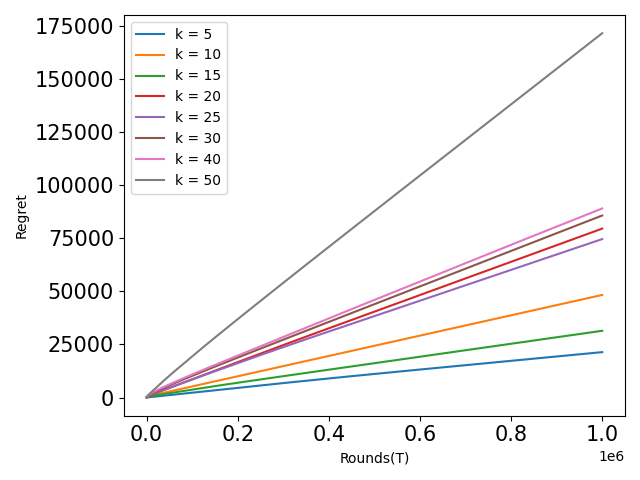 175000
150000
125000
100000
75000
50000
25000
0
Regret
k = 5
k = 10
k = 15
k = 20
k = 25
k = 30
k = 40
k = 50
0.0 0.2 0.4 0.6 0.8 1.0
1e6
Rounds(T)